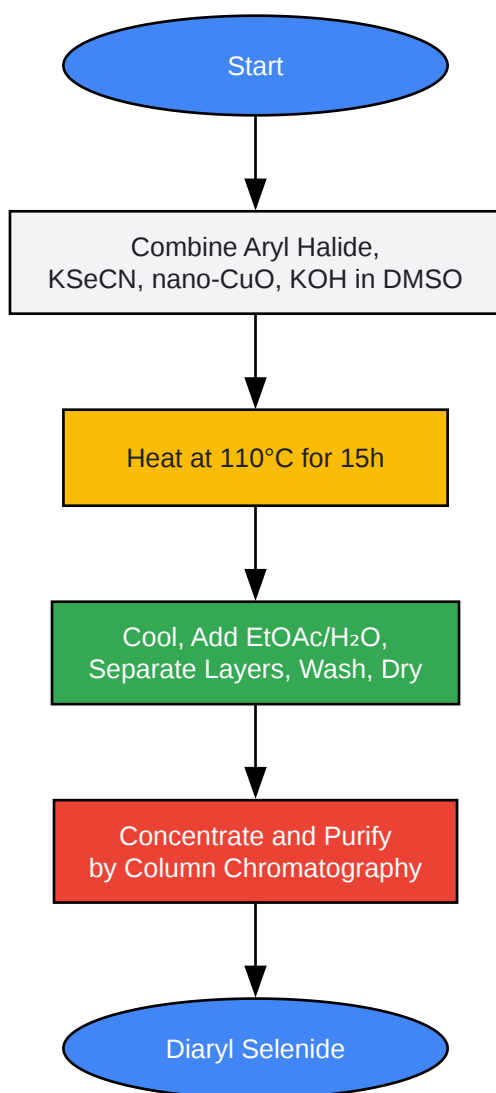 Start
Combine Aryl Halide,
KSeCN, nano-CuO, KOH in DMSO
Heat at 110°C for 15h
Cool, Add EtOAc/H₂O,
Separate Layers, Wash, Dry
Concentrate and Purify
by Column Chromatography
Diaryl Selenide